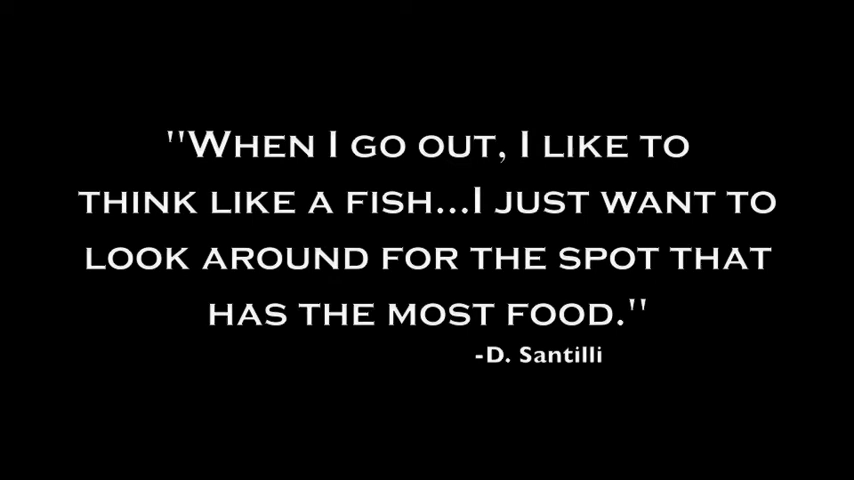 "When I go out, I like to
think like a fish...I just want to
look around for the spot that
has the most food."
-D. Santilli